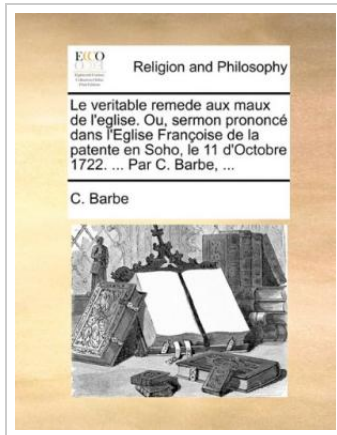 ECCO
Religion and Philosophy
Le veritable remede aux maux
de l'eglise. Ou, sermon prononcé
dans l'Eglise Françoise de la
patente en Soho, le 11 d'Octobre
1722. ... Par C. Barbe, ...
C. Barbe